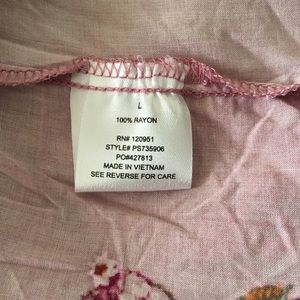 L
100% RAYON
RN# 120951
STYLE# PS735906
PO#427813
MADE IN VIETNAM
SEE REVERSE FOR CARE